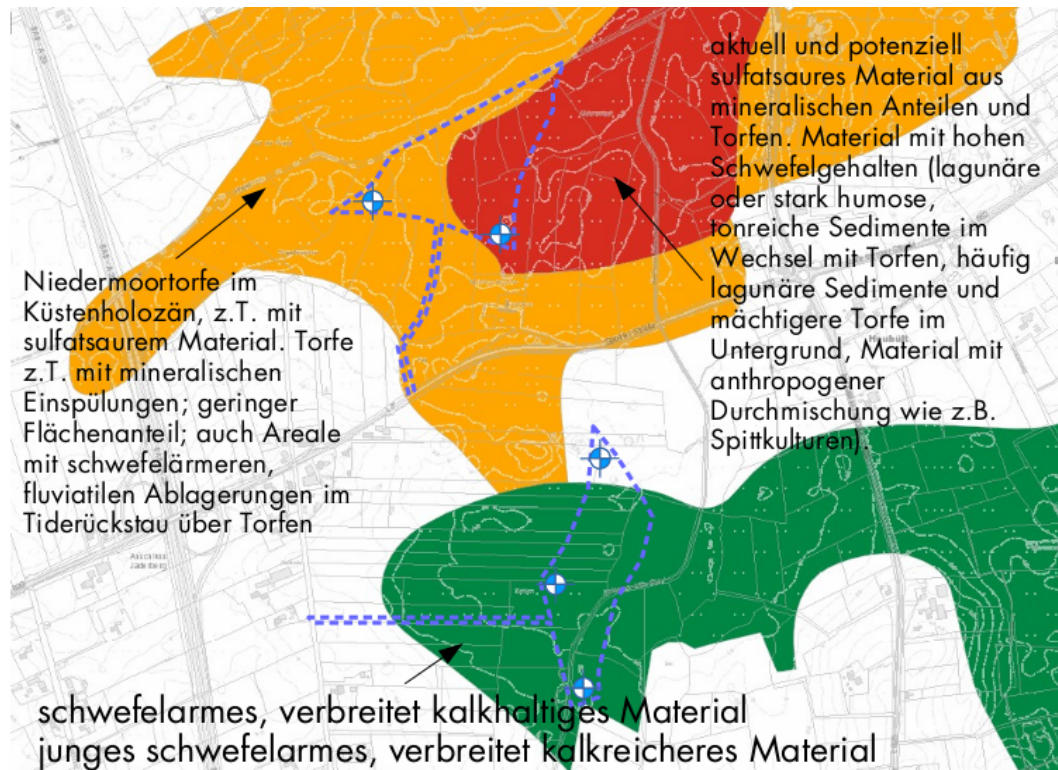 aktuell und potenziell
sulfatsaures Material aus
mineralischen Anteilen und
Torfen. Material mit hohen
Schwefelgehalten (lagunäre
oder stark humose,
tonreiche Sedimente im
Wechsel mit Torfen, häufig
lagunäre Sedimente und
mächtigere Torfe im
Untergrund, Material mit
anthropogener
Durchmischung wie z.B.
Spittkulturen).
Niedermoortorfe im
Küstenholozän, z.T. mit
sulfatsaurem Material. Torfe
z.T. mit mineralischen
Einspülungen; geringer
Flächenanteil; auch Areale
mit schwefelärmeren,
fluviatilen Ablagerungen im
Tiderückstau über Torfen
schwefelarmes, verbreitet kalkhaltiges Material
junges schwefelarmes, verbreitet kalkreicheres Material